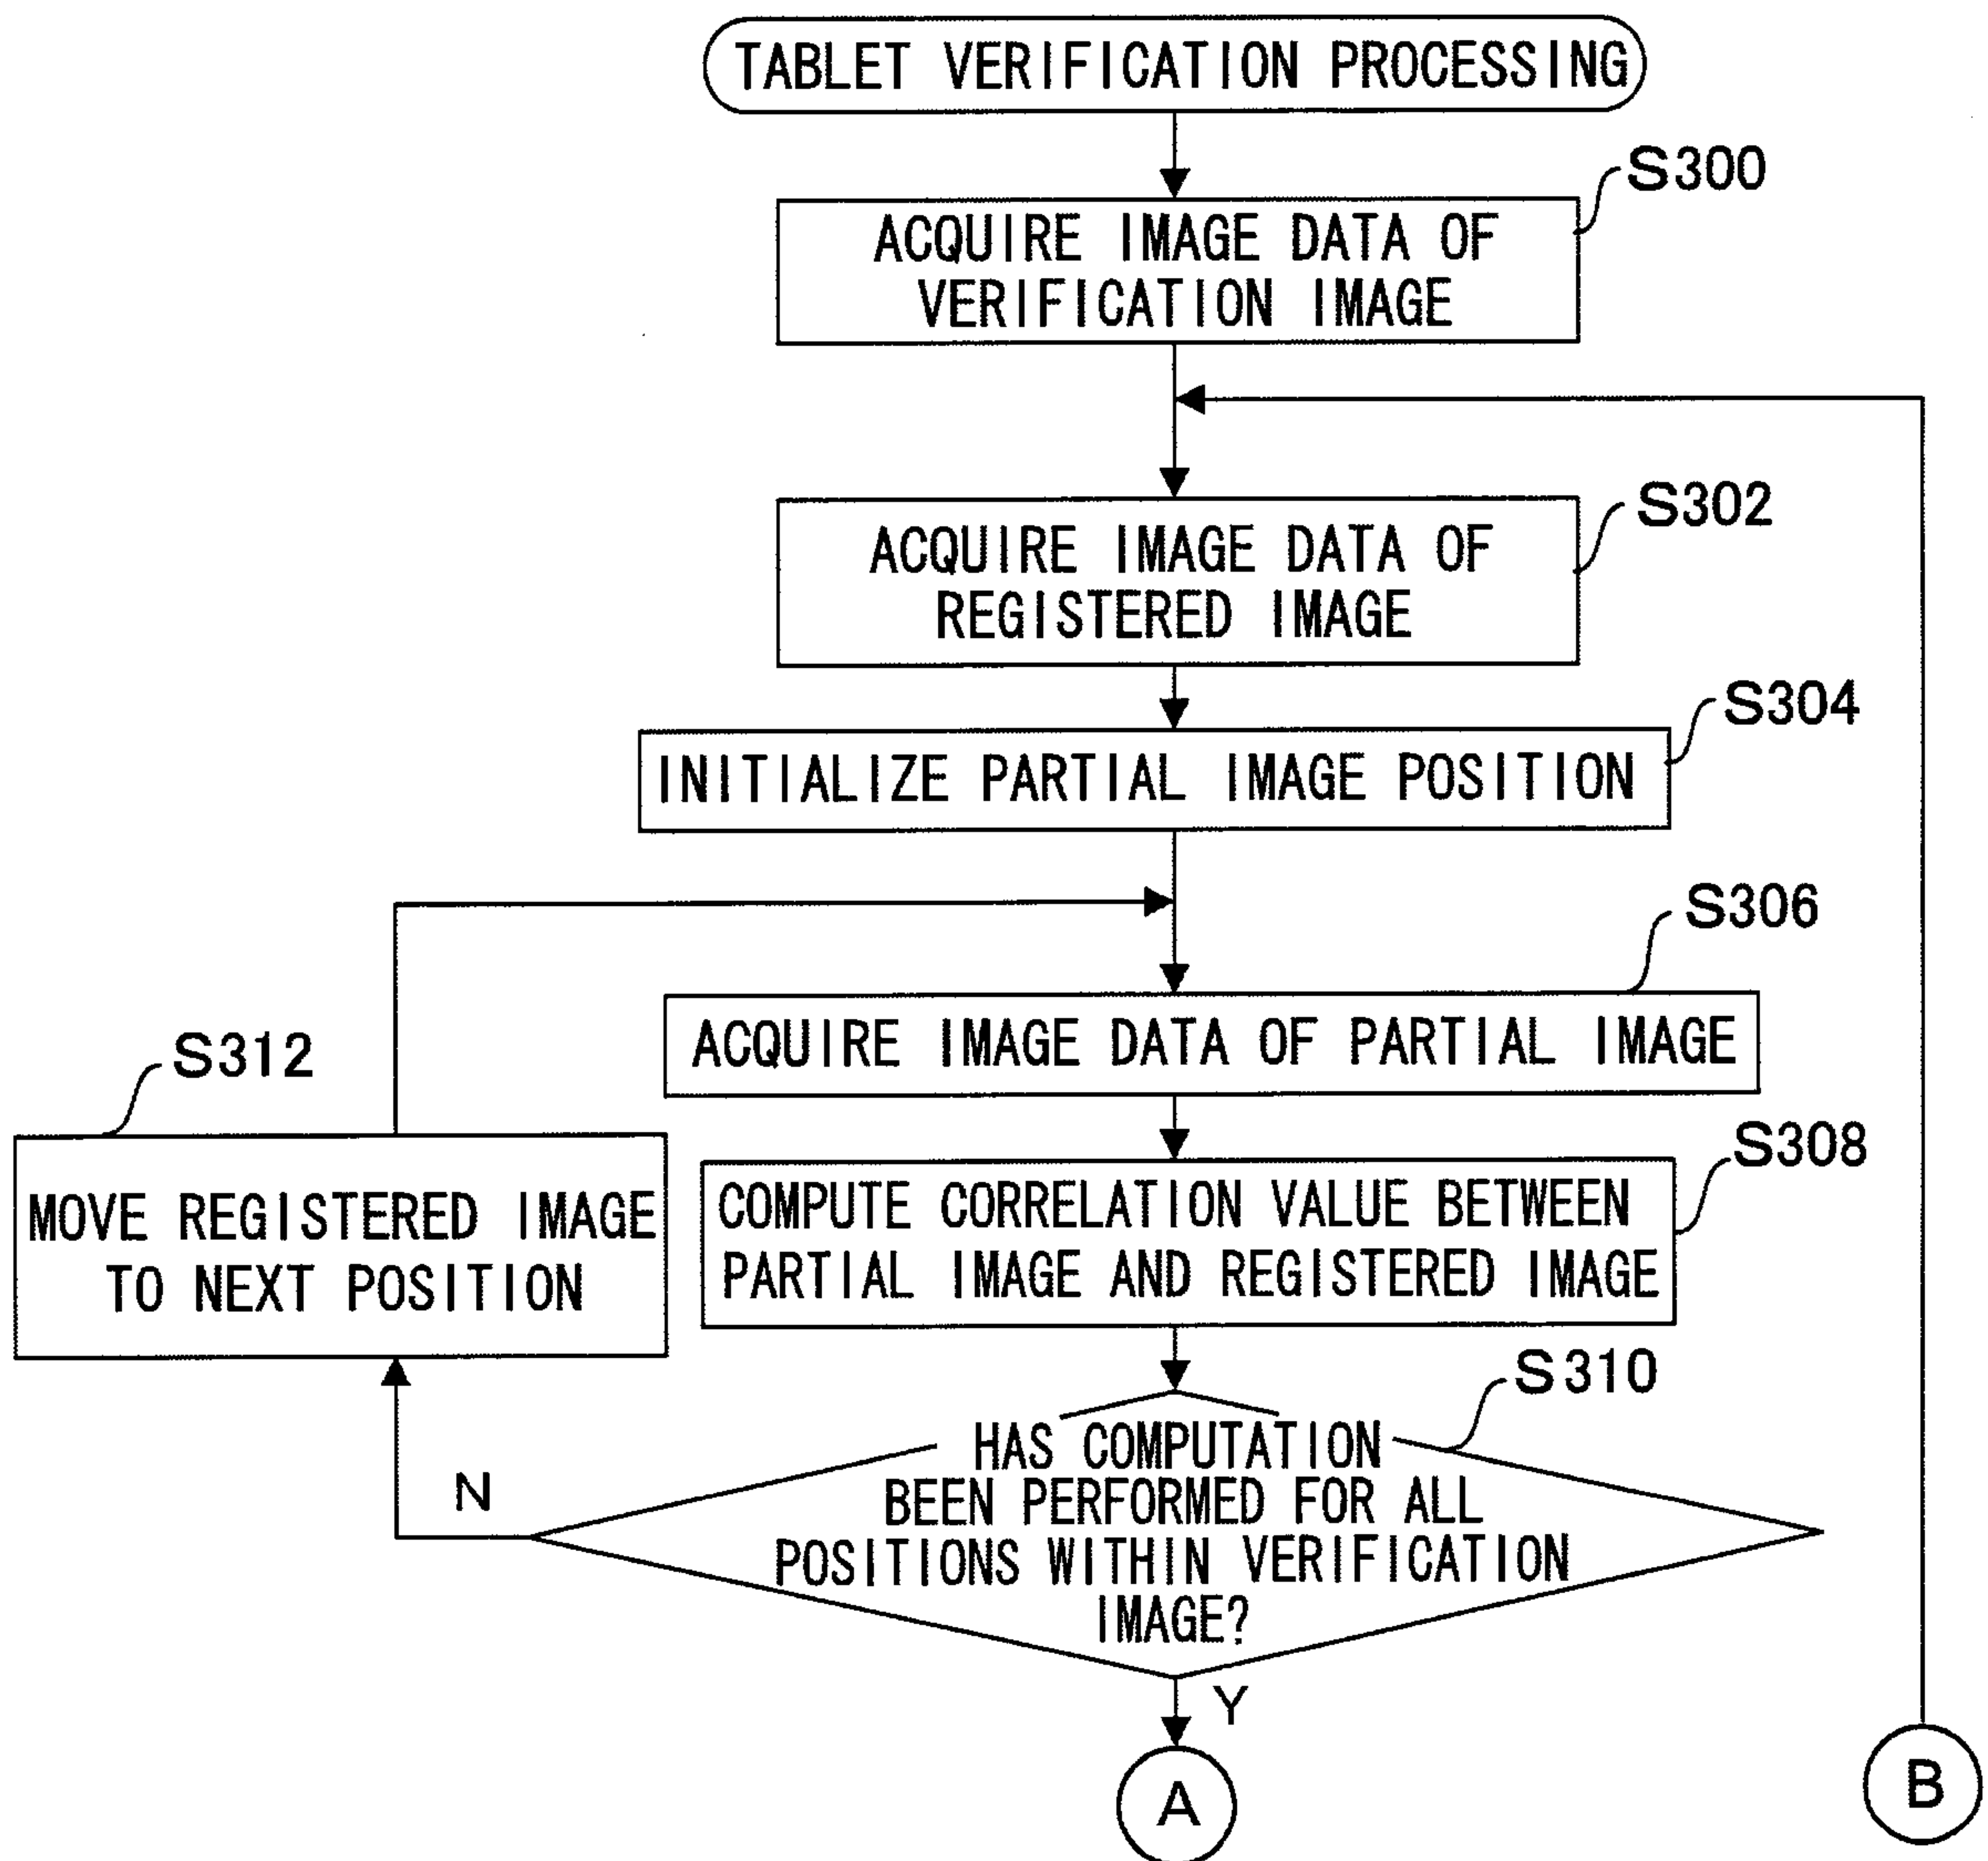 TABLET VERIFICATION PROCESSING
S300
ACQUIRE IMAGE DATA OF
VERIFICATION IMAGE
S302
ACQUIRE IMAGE DATA OF
REGISTERED IMAGE
S304
INITIALIZE PARTIAL IMAGE POSITION
S306
ACQUIRE IMAGE DATA OF PARTIAL IMAGE
S312
MOVE REGISTERED IMAGE
TO NEXT POSITION
S308
COMPUTE CORRELATION VALUE BETWEEN
PARTIAL IMAGE AND REGISTERED IMAGE
S310
HAS COMPUTATION
BEEN PERFORMED FOR ALL
POSITIONS WITHIN VERIFICATION
IMAGE?
N
Y
A
B